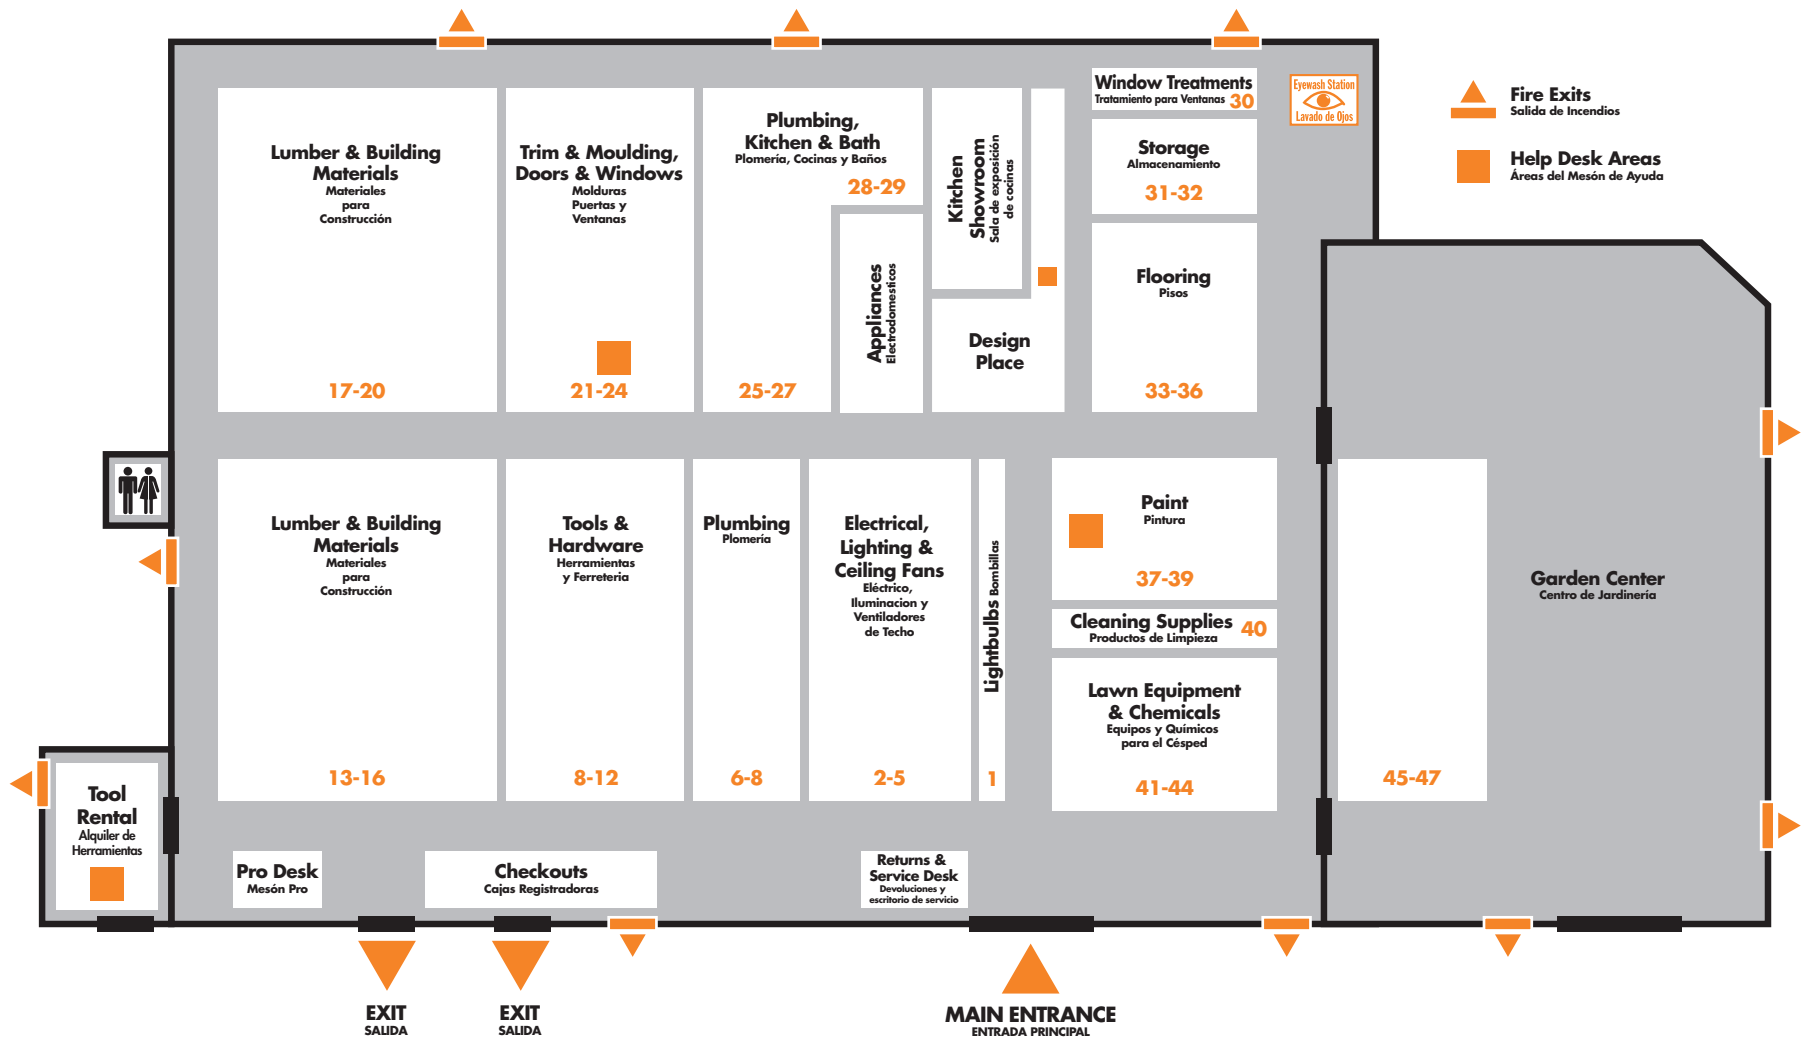 Lumber & Building
Materials
Materiales
para
Construcción
17-20
Trim & Moulding,
Doors & Windows
Molduras
Puertas y
Ventanas
21-24
Plumbing,
Kitchen & Bath
Plomería, Cocinas y Baños
28-29
25-27
Appliances
Electrodomesticos
Kitchen
Showroom
Sala de exposición
de cocinas
Design
Place
Window Treatments
Tratamiento para Ventanas 30
Storage
Almacenamiento
31-32
Flooring
Pisos
33-36
Eyewash Station
Lavado de Ojos
Fire Exits
Salida de Incendios
Help Desk Areas
Áreas del Mesón de Ayuda
Lumber & Building
Materials
Materiales
para
Construcción
13-16
Tools &
Hardware
Herramientas
y Ferreteria
8-12
Plumbing
Plomería
6-8
Electrical,
Lighting &
Ceiling Fans
Eléctrico,
Iluminacion y
Ventiladores
de Techo
2-5
Lightbulbs Bombillas
1
Paint
Pintura
37-39
Cleaning Supplies 40
Productos de Limpieza
Lawn Equipment
& Chemicals
Equipos y Químicos
para el Césped
41-44
45-47
Garden Center
Centro de Jardinería
Tool
Rental
Alquiler de
Herramientas
Pro Desk
Mesón Pro
Checkouts
Cajas Registradoras
Returns &
Service Desk
Devoluciones y
escritorio de servicio
EXIT
SALIDA
EXIT
SALIDA
MAIN ENTRANCE
ENTRADA PRINCIPAL